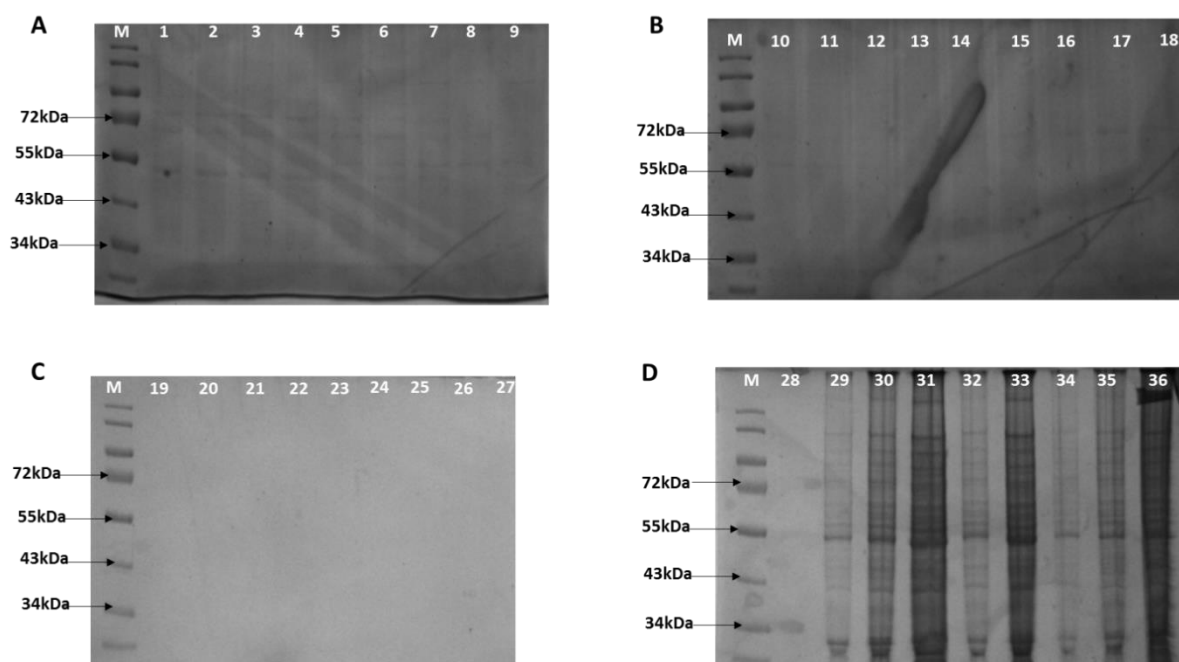 A
M 1 2 3 4 5 6 7 8 9
72kDa
55kDa
43kDa
34kDa
B
M 10 11 12 13 14 15 16 17 18
72kDa
55kDa
43kDa
34kDa
C
M 19 20 21 22 23 24 25 26 27
72kDa
55kDa
43kDa
34kDa
D
M 28 29 30 31 32 33 34 35 36
72kDa
55kDa
43kDa
34kDa